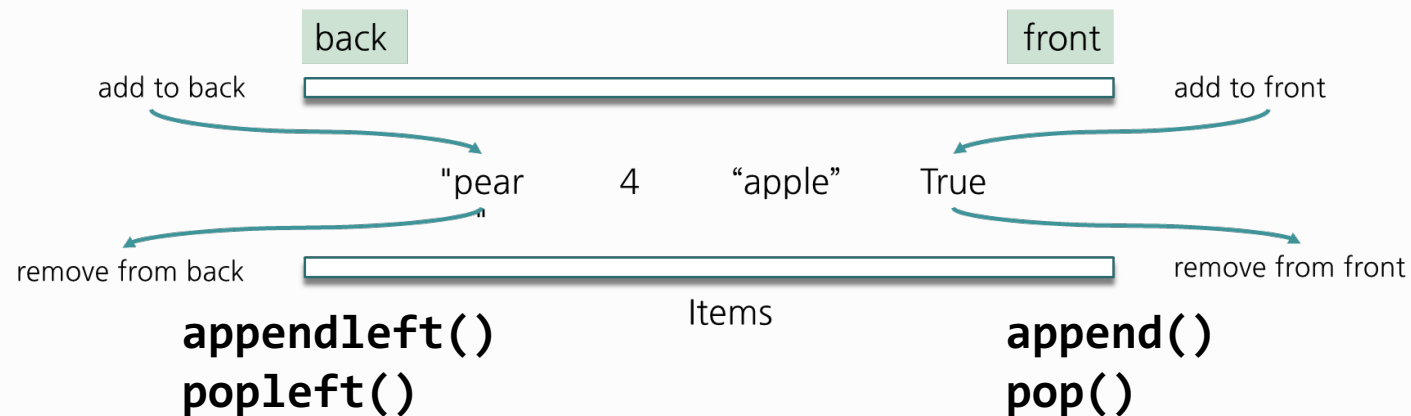 back front
add to back add to front
"pear 4 “apple” True
"
remove from back remove from front
Items
appendleft() append()
popleft() pop()